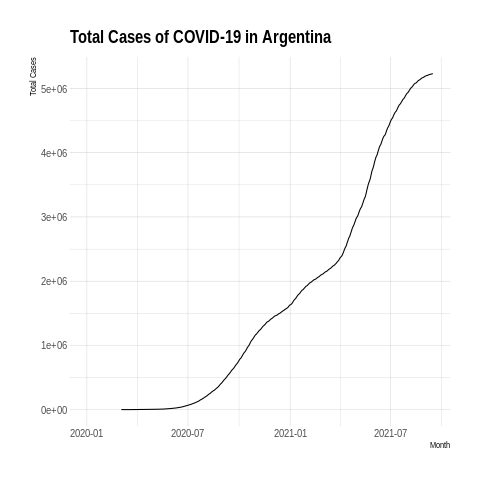 Total Cases of COVID-19 in Argentina
Total Cases
5e+06
4e+06
3e+06
2e+06
1e+06
0e+00
2020-01 2020-07 2021-01 2021-07
Month